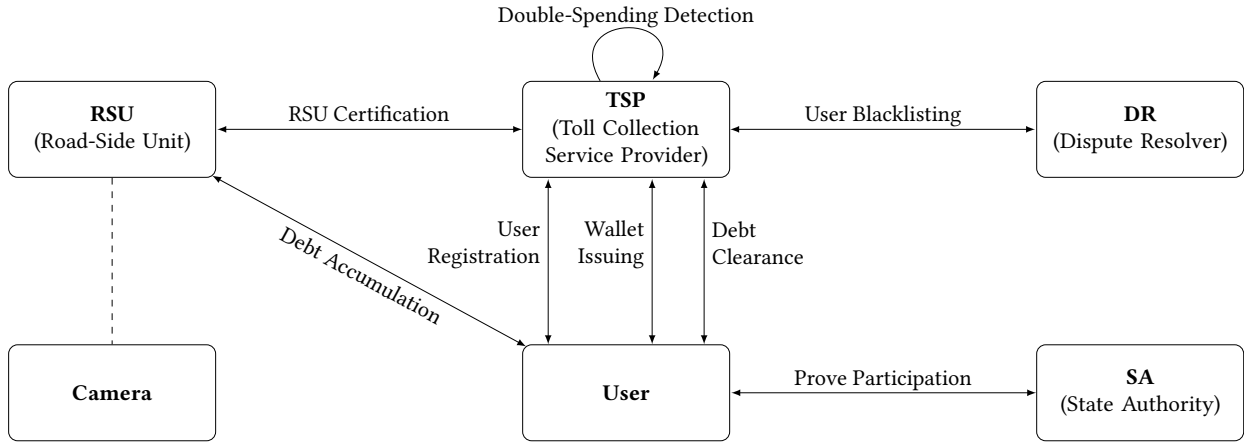 Double-Spending Detection
RSU
(Road-Side Unit)
RSU Certification
TSP
(Toll Collection
Service Provider)
User Blacklisting
DR
(Dispute Resolver)
Debt Accumulation
User
Registration
Wallet
Issuing
Debt
Clearance
Camera
User
Prove Participation
SA
(State Authority)